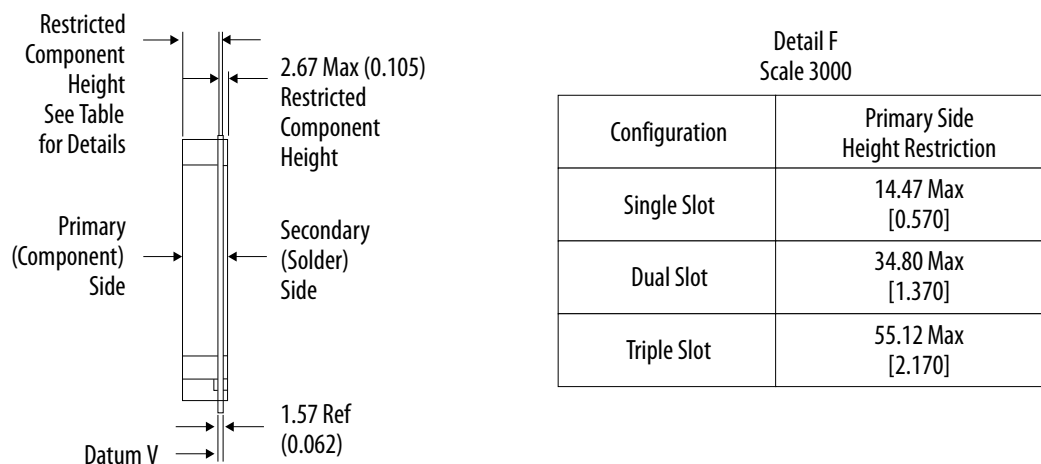 Restricted
Component
Height
See Table
for Details
2.67 Max (0.105)
Restricted
Component
Height
Primary
(Component)
Side
Secondary
(Solder)
Side
1.57 Ref
(0.062)
Datum V
Detail F
Scale 3000
Configuration
Primary Side
Height Restriction
Single Slot
14.47 Max
[0.570]
Dual Slot
34.80 Max
[1.370]
Triple Slot
55.12 Max
[2.170]